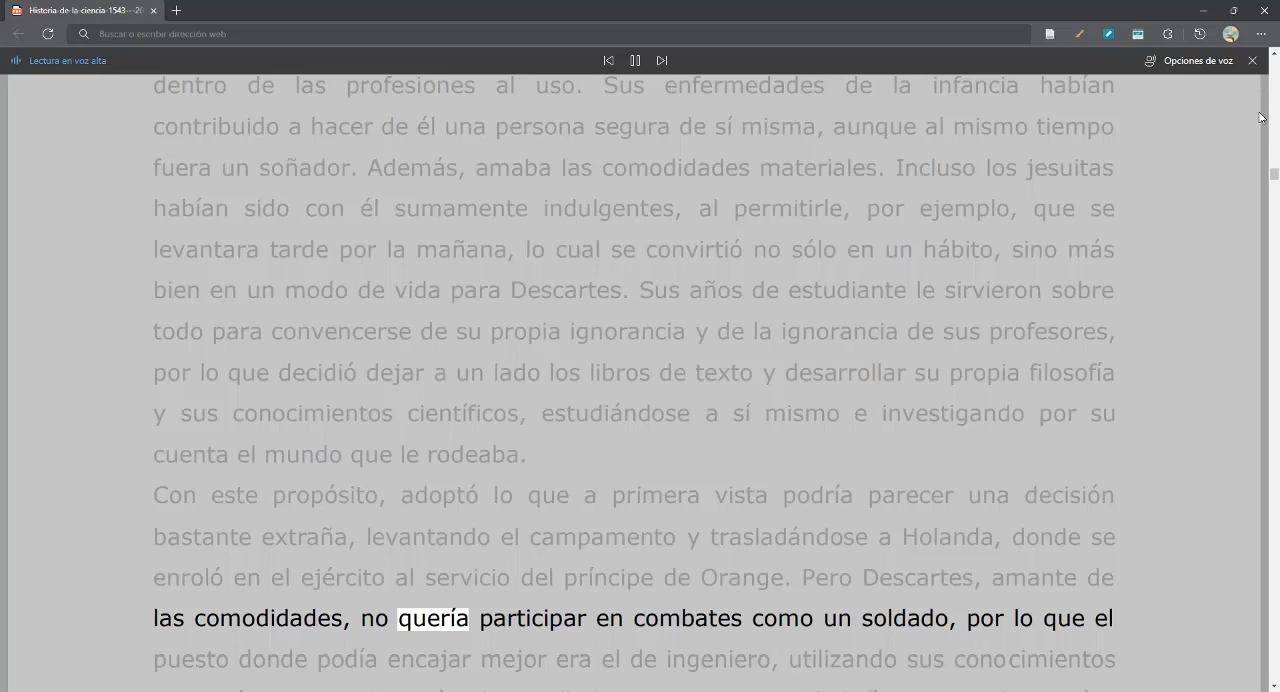 Historia-de-la-ciencia-1543---20
Buscar o escribir dirección web
Lectura en voz alta
Opciones de voz
dentro de las profesiones al uso. Sus enfermedades de la infancia habían
contribuido a hacer de él una persona segura de sí misma, aunque al mismo tiempo
fuera un soñador. Además, amaba las comodidades materiales. Incluso los jesuitas
habían sido con él sumamente indulgentes, al permitirle, por ejemplo, que se
levantara tarde por la mañana, lo cual se convirtió no sólo en un hábito, sino más
bien en un modo de vida para Descartes. Sus años de estudiante le sirvieron sobre
todo para convencerse de su propia ignorancia y de la ignorancia de sus profesores,
por lo que decidió dejar a un lado los libros de texto y desarrollar su propia filosofía
y sus conocimientos científicos, estudiándose a sí mismo e investigando por su
cuenta el mundo que le rodeaba.
Con este propósito, adoptó lo que a primera vista podría parecer una decisión
bastante extraña, levantando el campamento y trasladándose a Holanda, donde se
enroló en el ejército al servicio del príncipe de Orange. Pero Descartes, amante de
las comodidades, no quería participar en combates como un soldado, por lo que el
puesto donde podía encajar mejor era el de ingeniero, utilizando sus conocimientos